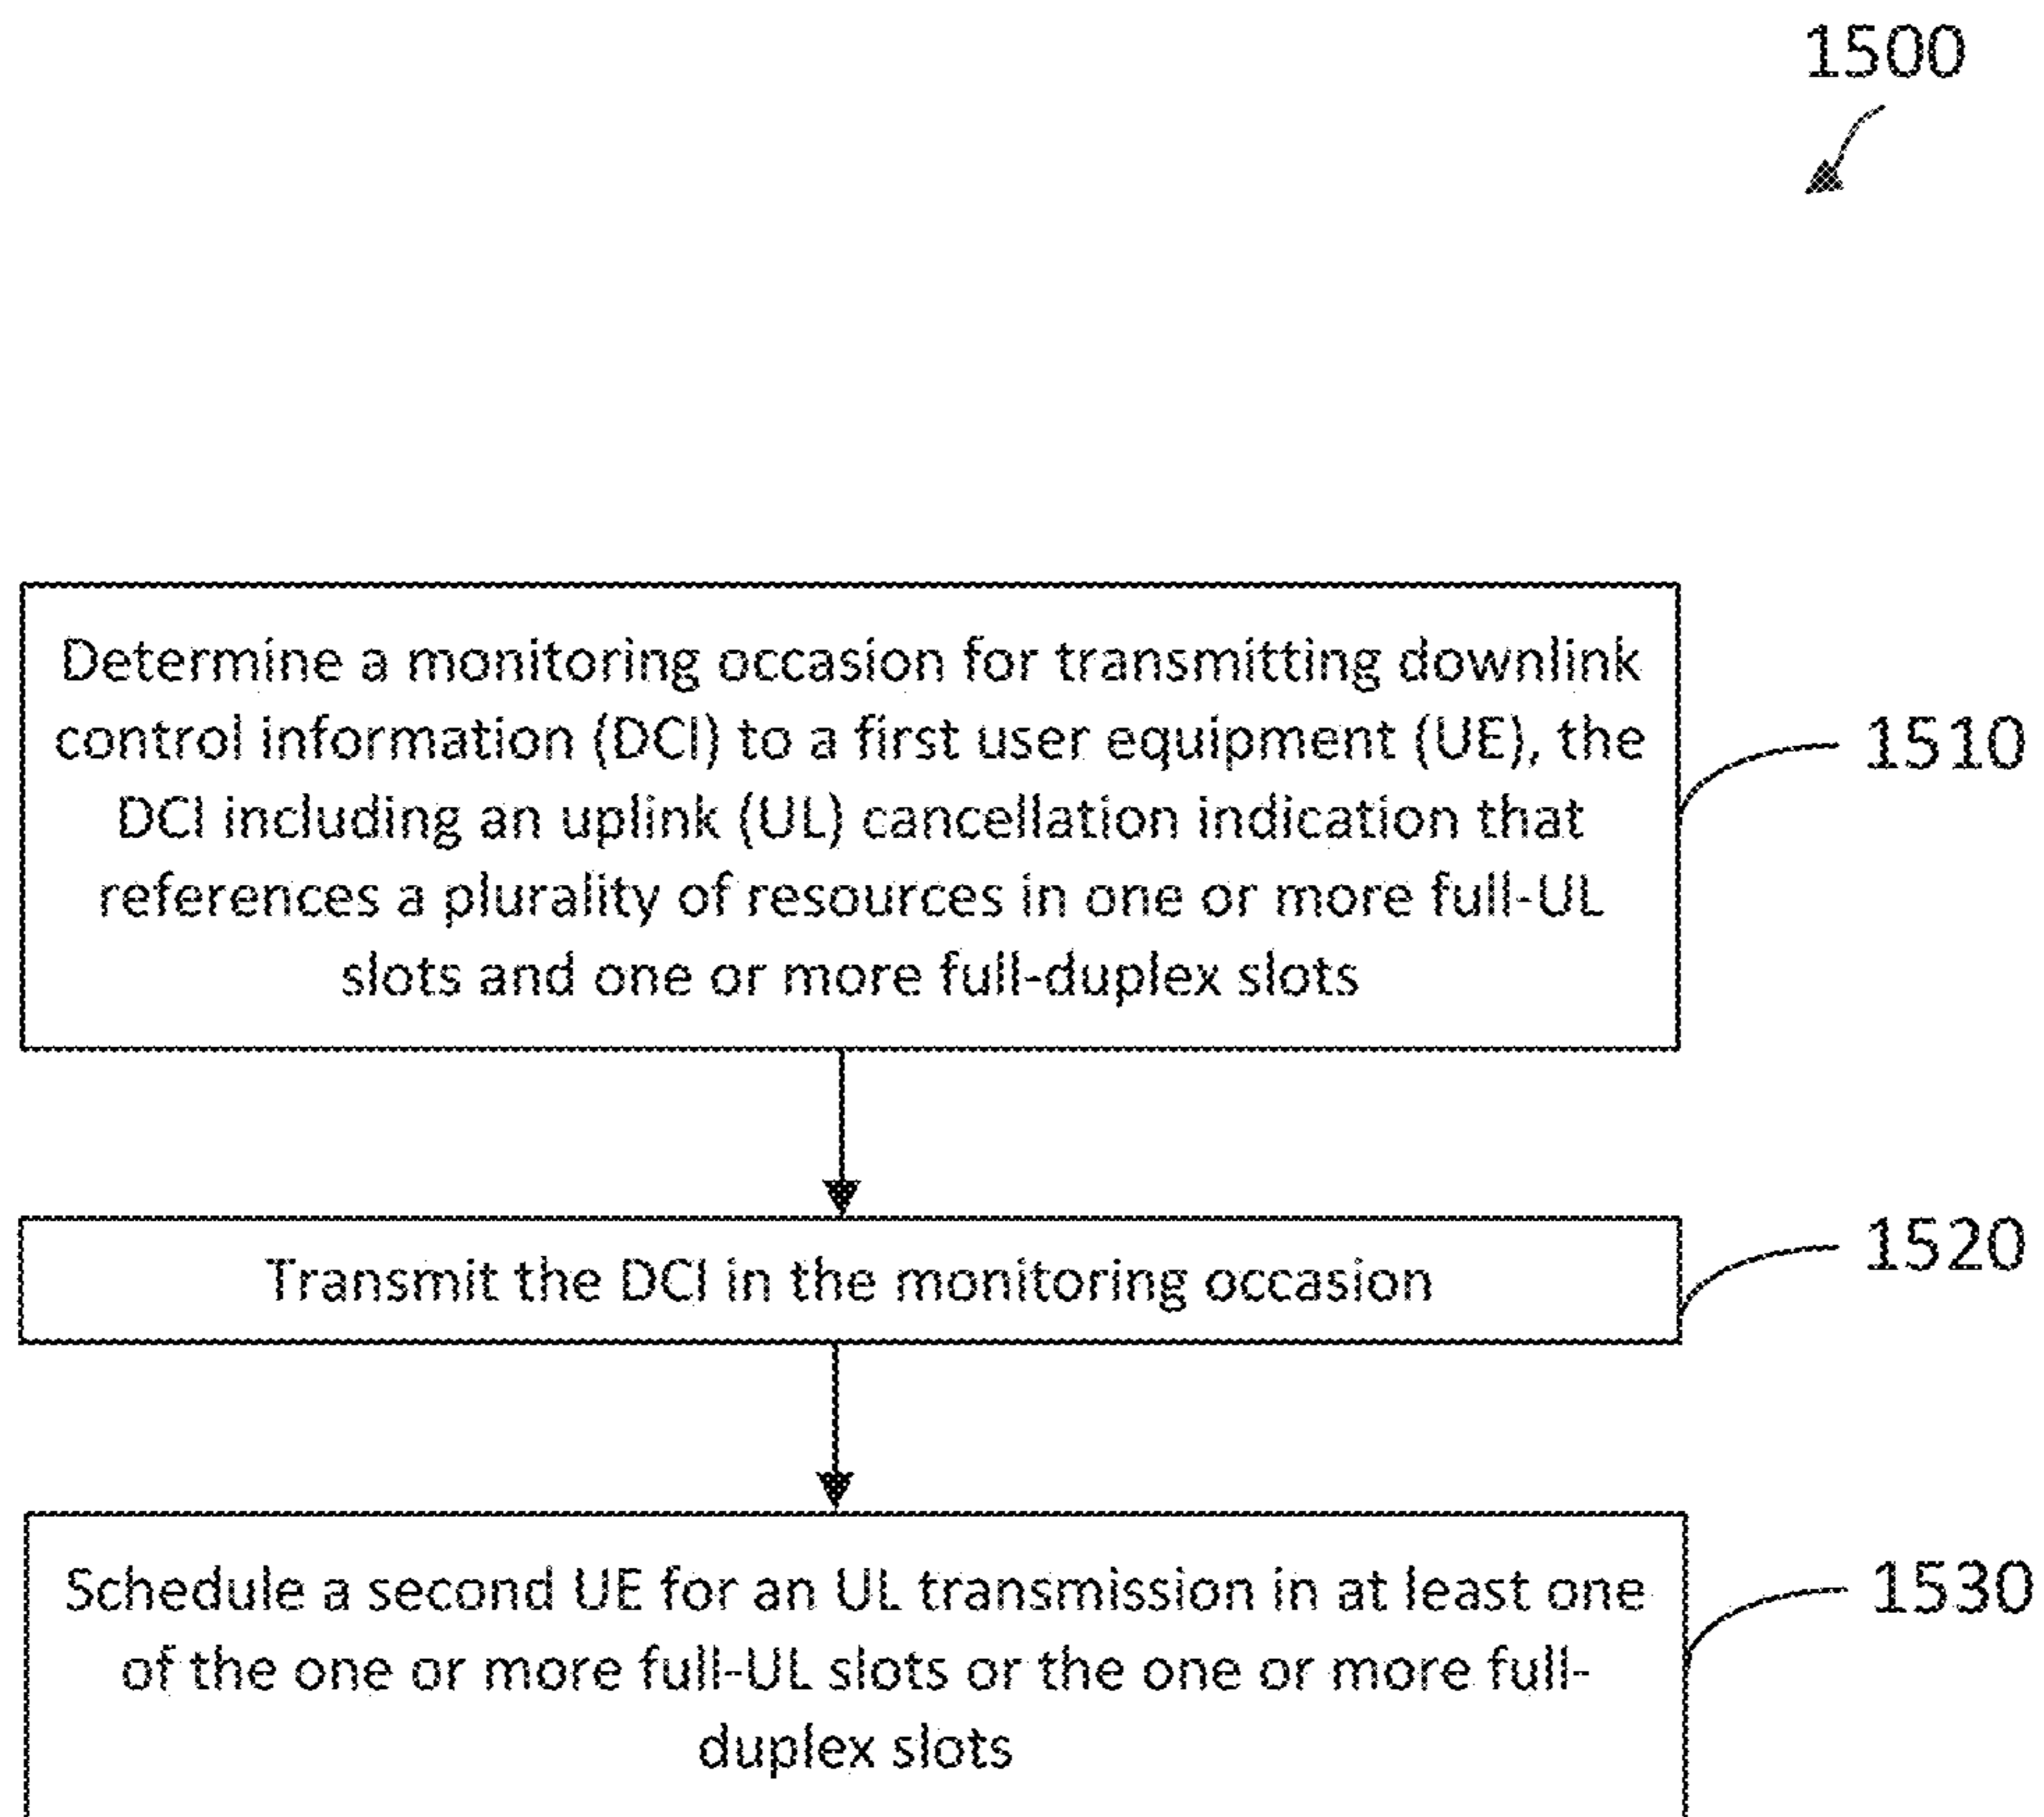 1500
Determine a monitoring occasion for transmitting downlink
control information (DCI) to a first user equipment (UE), the
DCI including an uplink (UL) cancellation indication that
references a plurality of resources in one or more full-UL
slots and one or more full-duplex slots
1510
Transmit the DCI in the monitoring occasion
1520
Schedule a second UE for an UL transmission in at least one
of the one or more full-UL slots or the one or more full-
duplex slots
1530